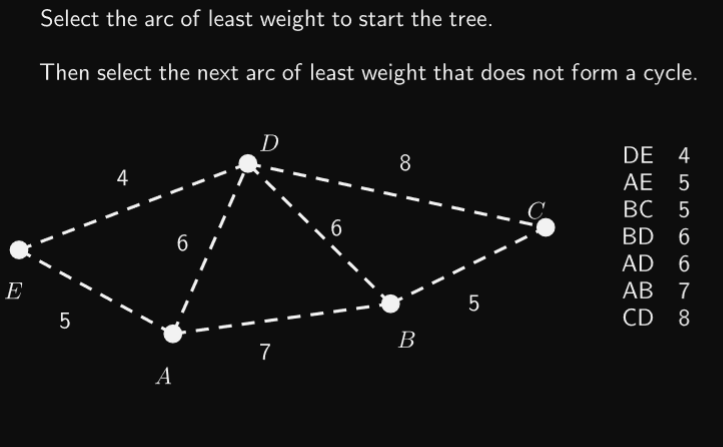 Select the arc of least weight to start the tree.
Then select the next arc of least weight that does not form a cycle.
D
8
4
C
6
6
E
5
5
7
B
A
DE 4
AE 5
BC 5
BD 6
AD 6
AB 7
CD 8